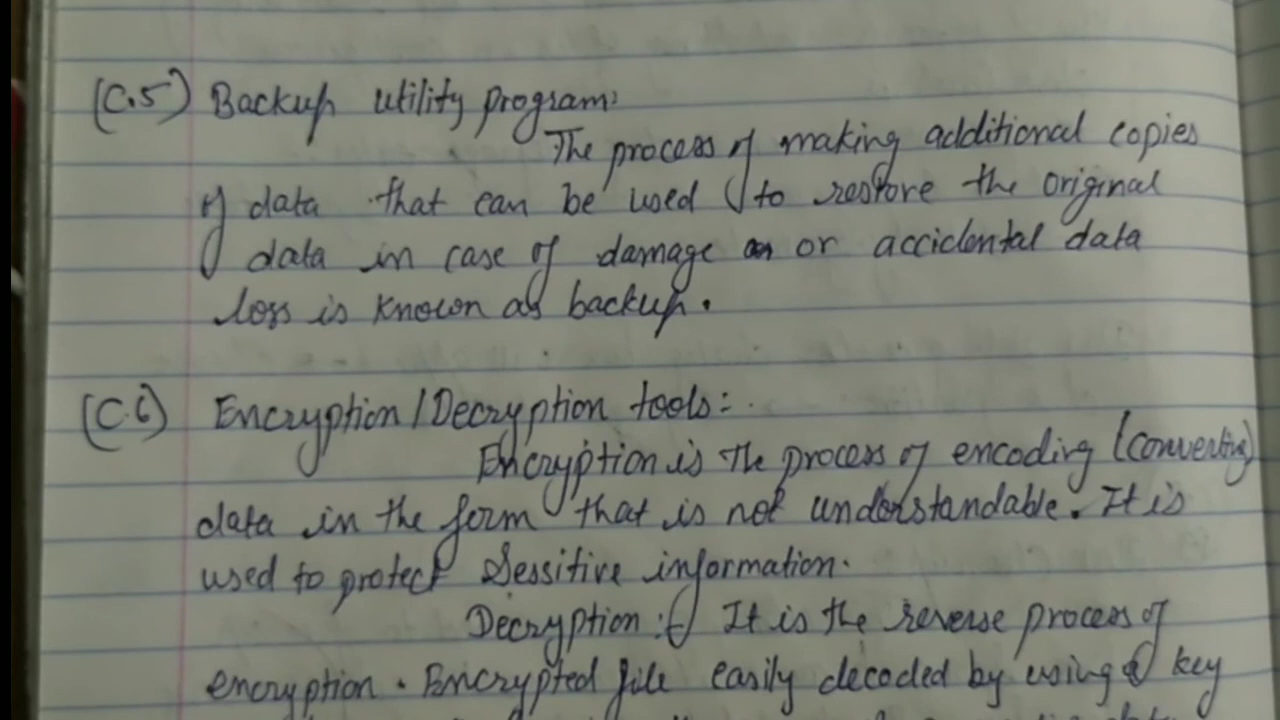 (C.5) Backup utility program:
The process of making additional copies
of data that can be used to restore the original
data in case of damage or accidental data
loss is known as backup.
(C.6) Encryption / Decryption tools:-
Encryption is the process of encoding (converting)
data in the form that is not understandable. It is
used to protect Sessitive information.
Decryption :- It is the reverse process of
encryption. Encrypted file easily decoded by using key